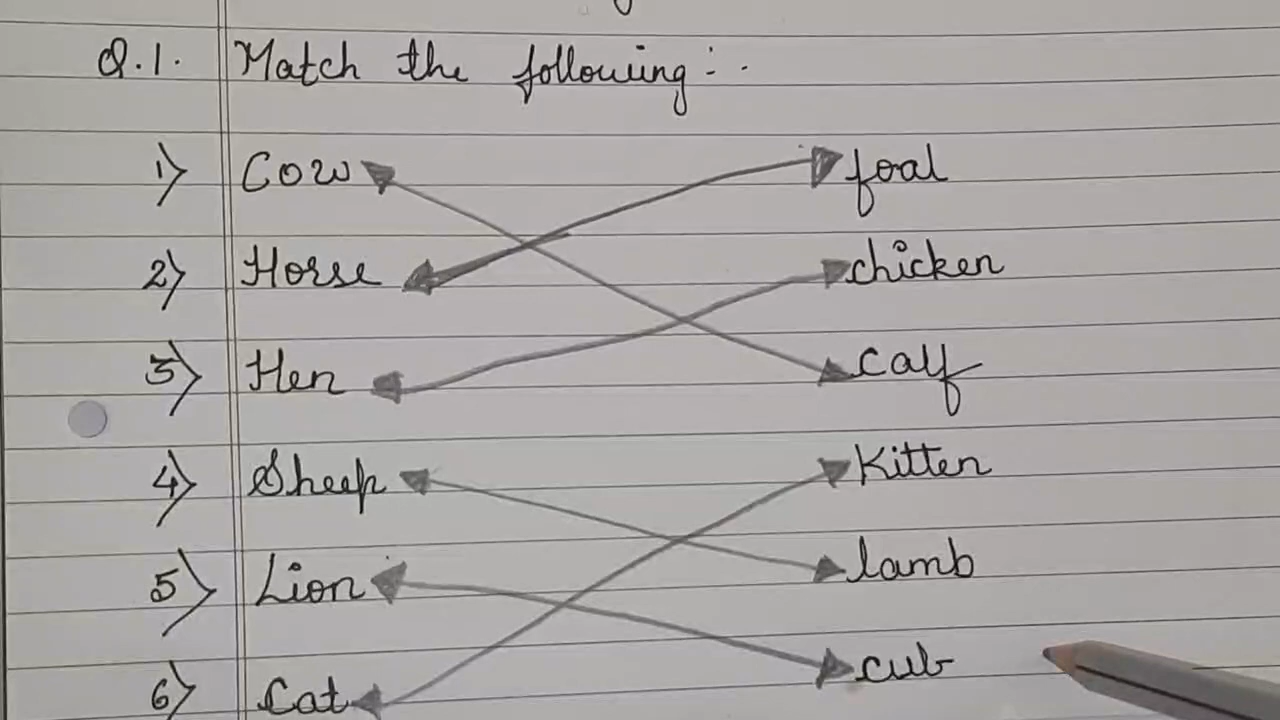 Q.1. Match the following:-
1) Cow foal
2) Horse chicken
3) Hen calf
4) Sheep Kitten
5) Lion lamb
6) Cat cub